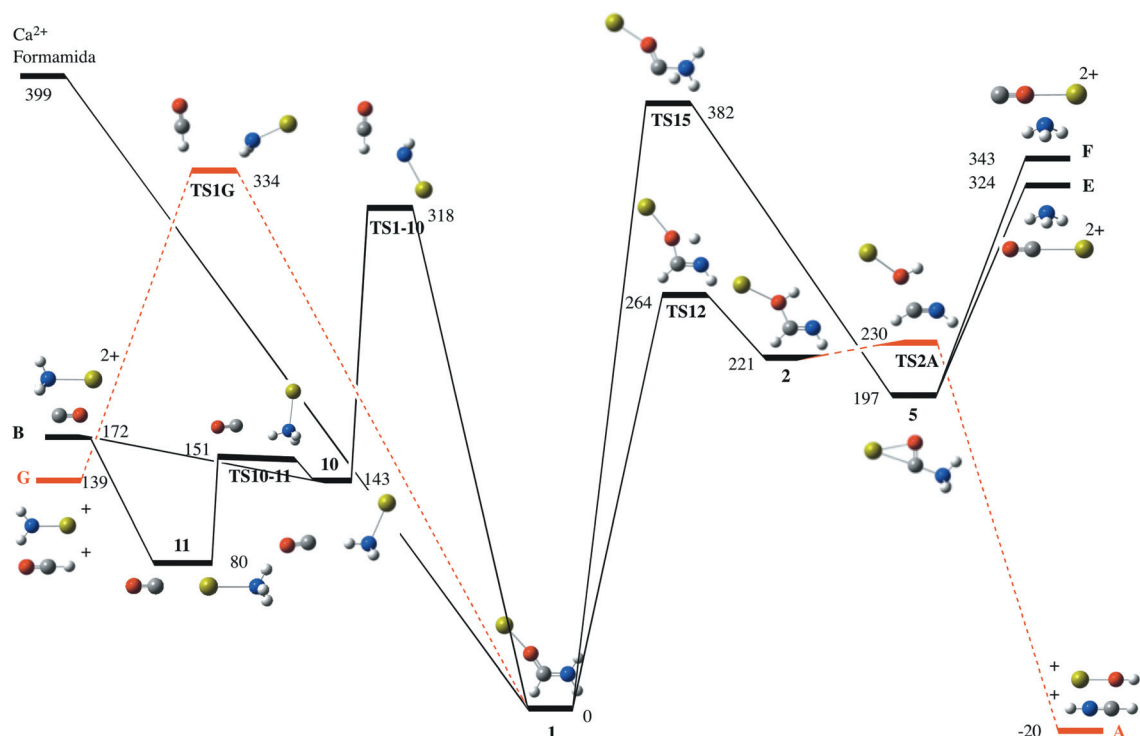 Ca2+
Formamida
399
TS1G
334
TS1-10
318
TS15
382
2+
343
F
324
E
2+
264
TS12
221
2
230
TS2A
197
5
2+
B
172
151
TS10-11
10
143
G
139
+
+
11
80
1
0
+
+
-20
A